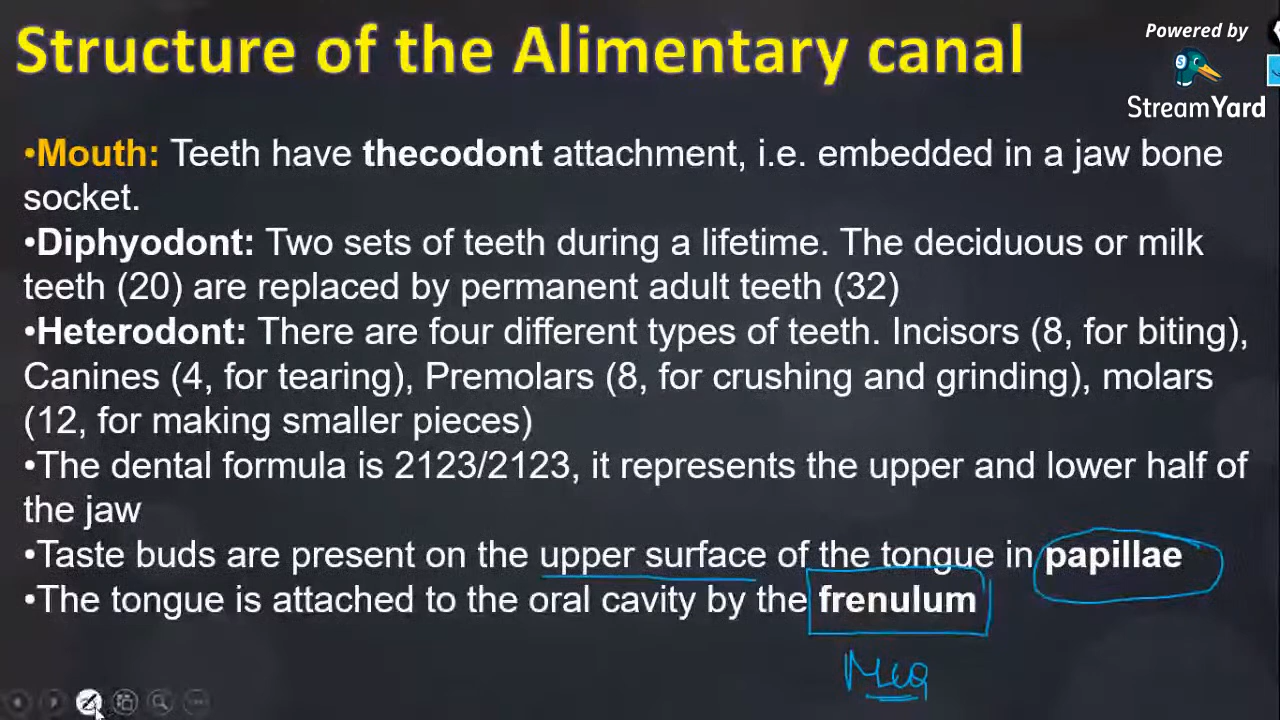 Structure of the Alimentary canal
Powered by
StreamYard
•Mouth: Teeth have thecodont attachment, i.e. embedded in a jaw bone
socket.
•Diphyodont: Two sets of teeth during a lifetime. The deciduous or milk
teeth (20) are replaced by permanent adult teeth (32)
•Heterodont: There are four different types of teeth. Incisors (8, for biting),
Canines (4, for tearing), Premolars (8, for crushing and grinding), molars
(12, for making smaller pieces)
•The dental formula is 2123/2123, it represents the upper and lower half of
the jaw
•Taste buds are present on the upper surface of the tongue in papillae
•The tongue is attached to the oral cavity by the frenulum
Mcq